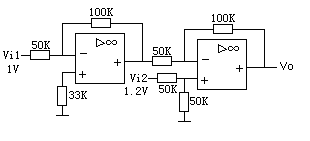 100K
100K
Vi1 50K
▷∞
▷∞
50K
−
−
1V
+
Vo
+
Vi2
+
+
33K
1.2V
50K
50K